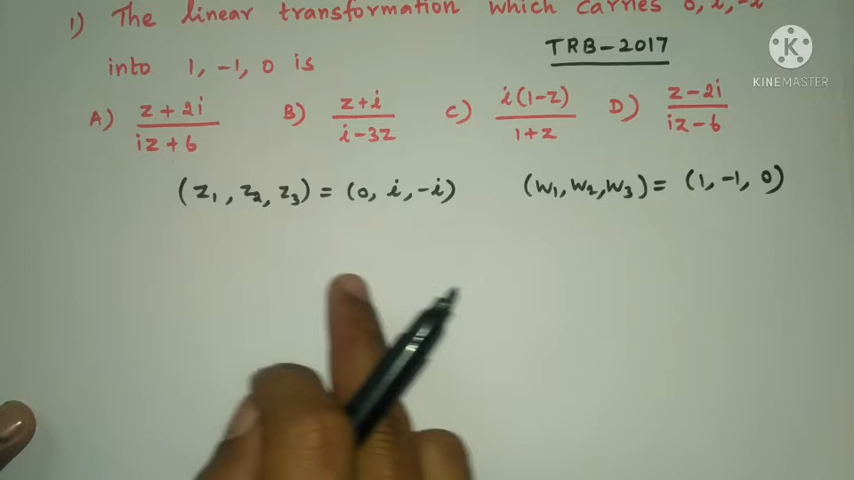 1) The linear transformation which carries 0, i, -i
TRB-2017
into 1, -1, 0 is
A) z+2i/iz+6 B) z+i/i-3z C) i(1-z)/1+z D) z-2i/iz-6
(z₁, z₂, z₃) = (0, i, -i) (w₁, w₂, w₃) = (1, -1, 0)
K
KINEMASTER